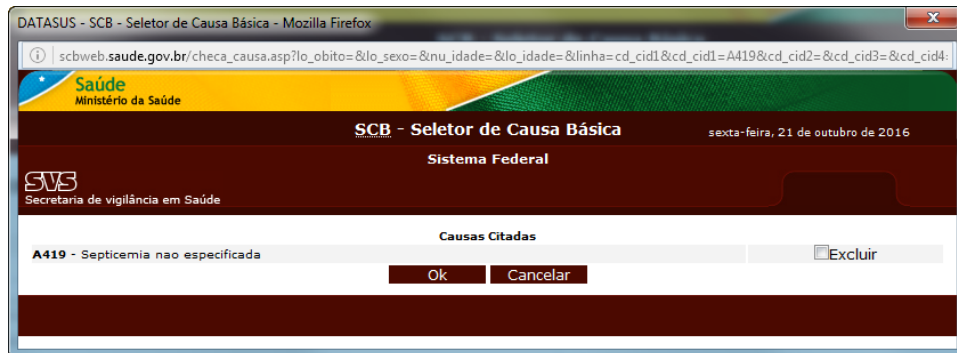 DATASUS - SCB - Seletor de Causa Básica - Mozilla Firefox
scbweb.saude.gov.br/checa_causa.asp?lo_obito=&lo_sexo=&nu_idade=&lo_idade=&linha=cd_cid1&cd_cid1=A419&cd_cid2=&cd_cid3=&cd_cid4:
Saúde
Ministério da Saúde
SCB - Seletor de Causa Básica
sexta-feira, 21 de outubro de 2016
Sistema Federal
SVS
Secretaria de vigilância em Saúde
Causas Citadas
A419 - Septicemia nao especificada
Excluir
Ok Cancelar